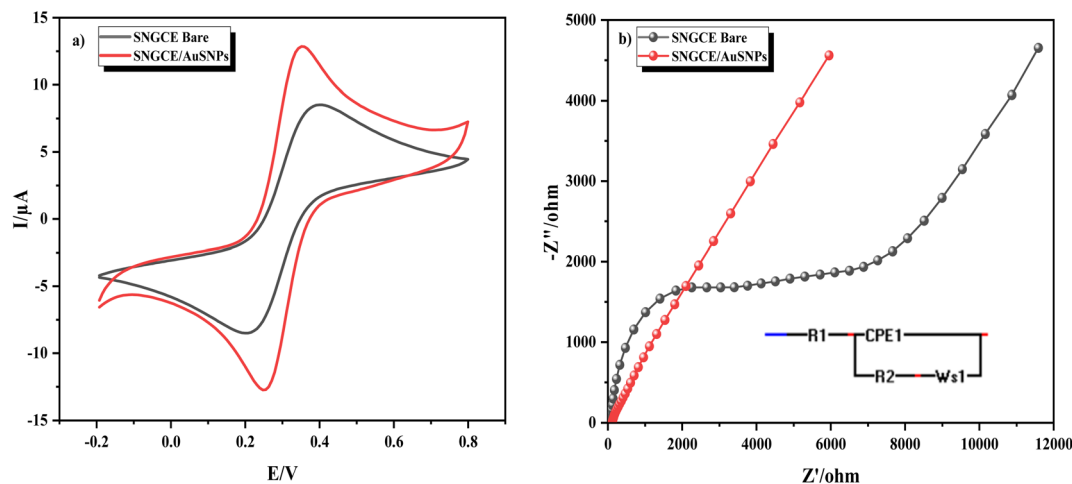 a)
SNGCE Bare
SNGCE/AuSNPs
15
10
5
0
-5
-10
-15
I/µA
-0.2
0.0
0.2
0.4
0.6
0.8
E/V
b)
SNGCE Bare
SNGCE/AuSNPs
5000
4000
3000
2000
1000
0
-Z''/ohm
R1
CPE1
R2
Ws1
0
2000
4000
6000
8000
10000
12000
Z'/ohm